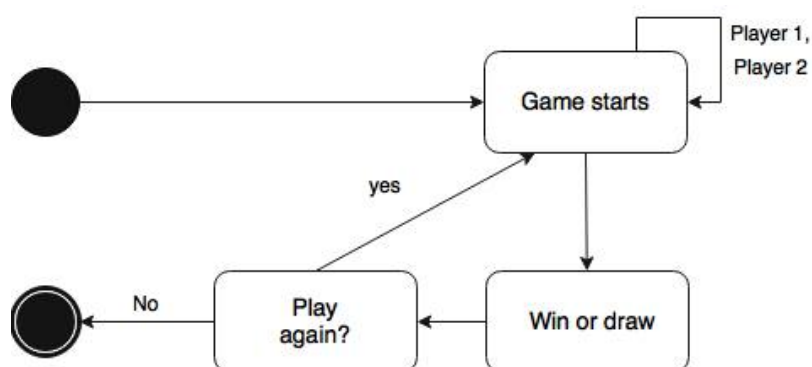 Player 1,
Player 2
Game starts
yes
No
Play
again?
Win or draw